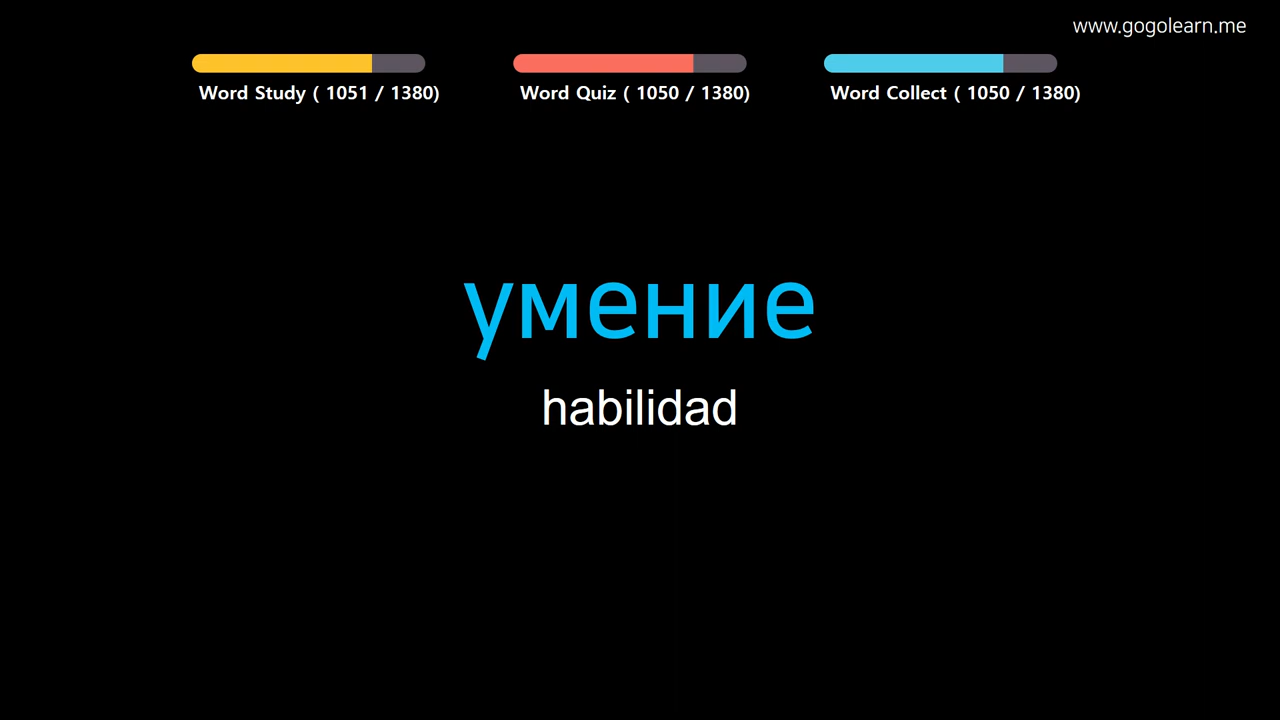 www.gogolearn.me
Word Study ( 1051 / 1380)
Word Quiz ( 1050 / 1380)
Word Collect ( 1050 / 1380)
умение
habilidad